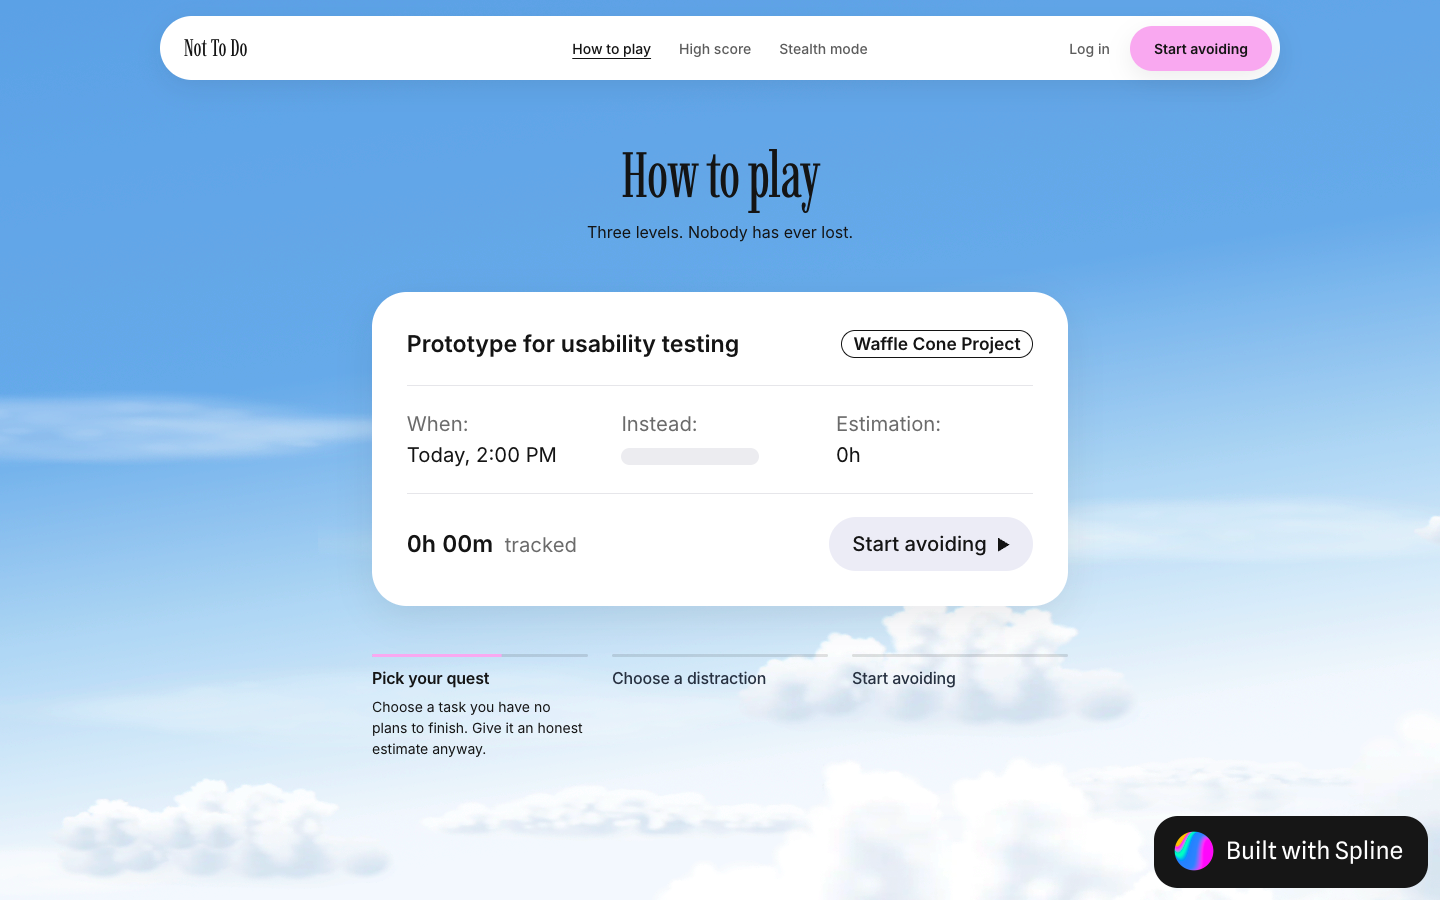 Not To Do
How to play
High score
Stealth mode
Log in
Start avoiding
How to play
Three levels. Nobody has ever lost.
Prototype for usability testing
Waffle Cone Project
When:
Instead:
Estimation:
Today, 2:00 PM
0h
0h 00m tracked
Start avoiding
Pick your quest
Choose a task you have no
plans to finish. Give it an honest
estimate anyway.
Choose a distraction
Start avoiding
Built with Spline